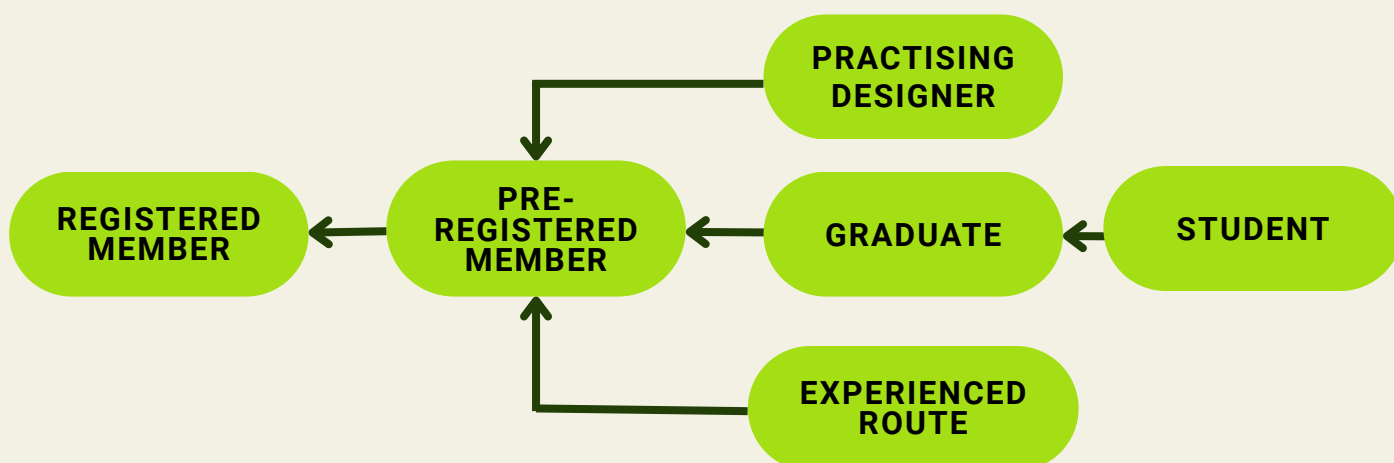 PRACTISING
DESIGNER
REGISTERED
MEMBER
PRE-
REGISTERED
MEMBER
GRADUATE
STUDENT
EXPERIENCED
ROUTE